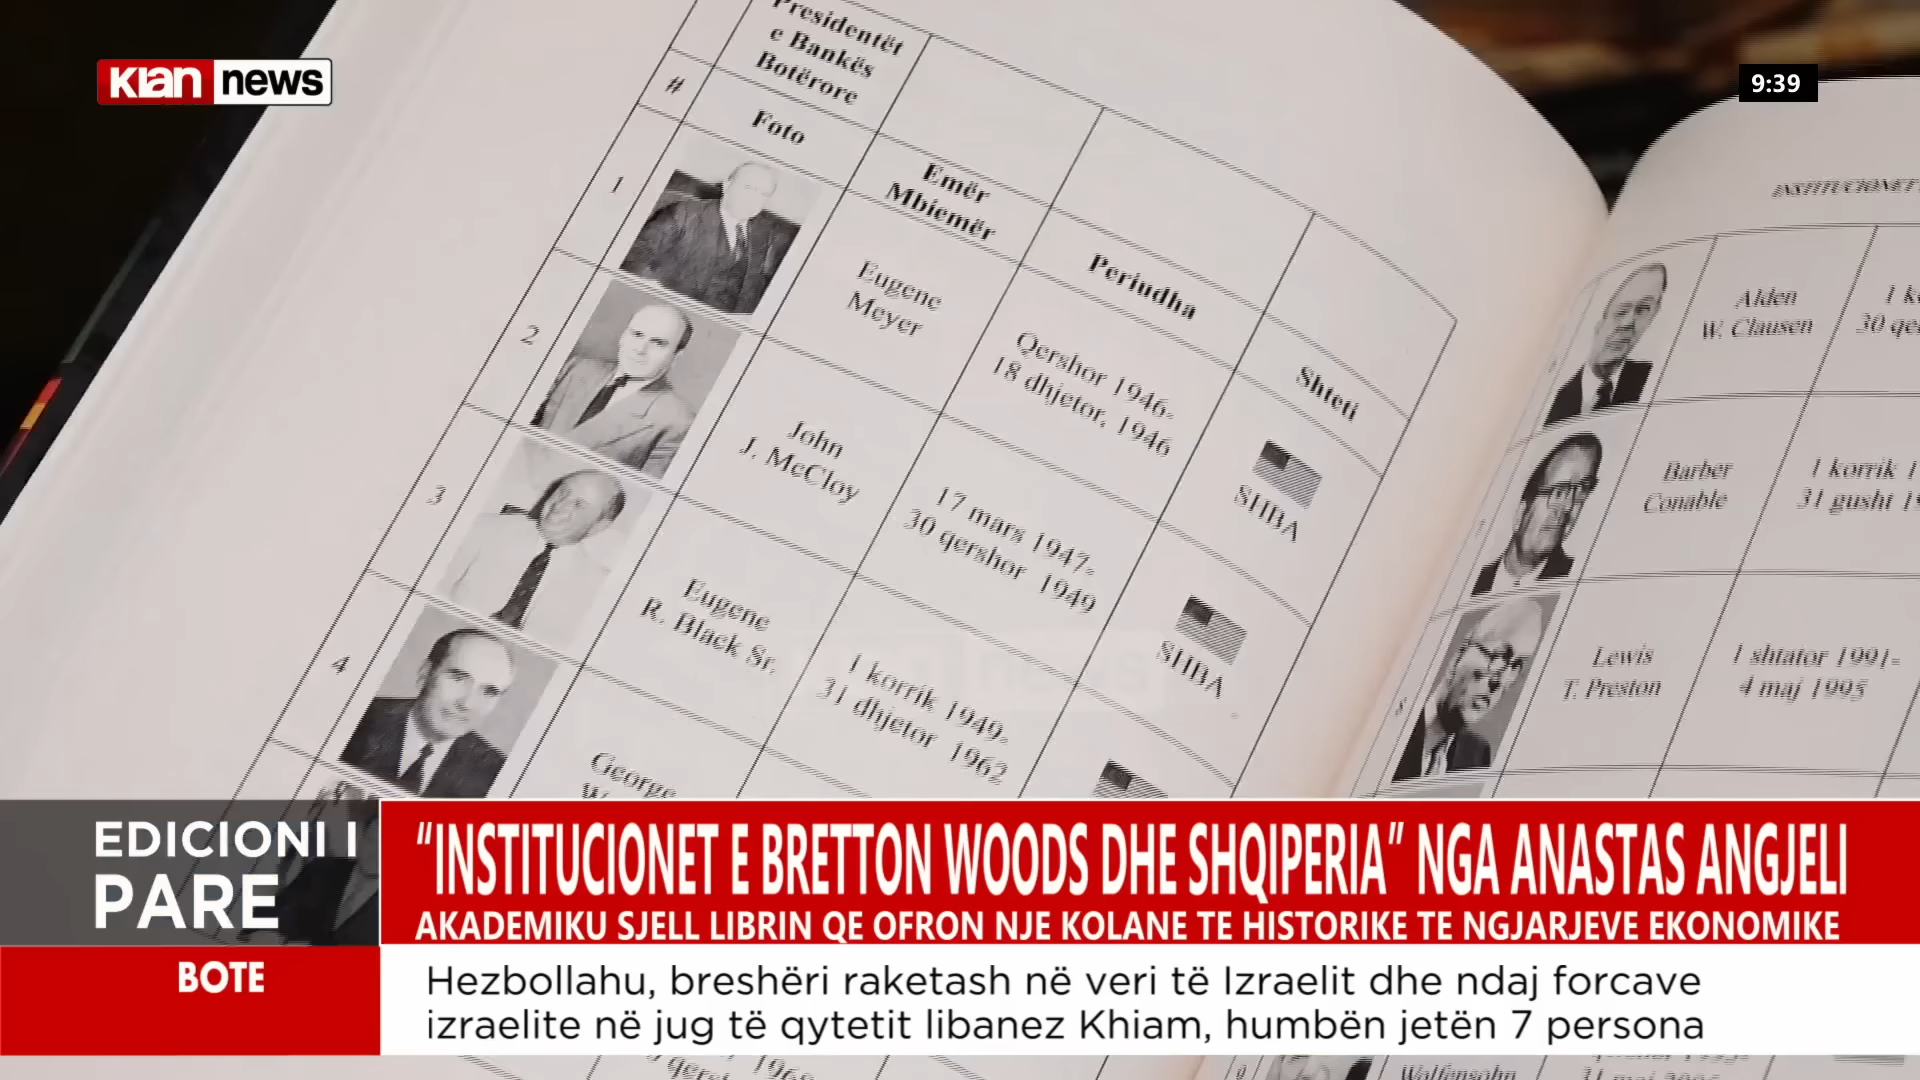 Klan news
9:39
Presidentët
e Bankës
Botërore
#
Foto
Emër
Mbiemër
Periudha
Shteti
1
Eugene
Meyer
Qershor 1946-
18 dhjetor, 1946
SHBA
2
John
J. McCloy
17 mars 1947-
30 qershor 1949
SHBA
3
Eugene
R. Black Sr.
1 korrik 1949-
31 dhjetor 1962
4
George
Alden
W. Clausen
Barber
Conable
1 korrik
31 gusht
Lewis
T. Preston
1 shtator 1991-
4 maj 1995
EDICIONI I
PARE
“INSTITUCIONET E BRETTON WOODS DHE SHQIPERIA” NGA ANASTAS ANGJELI
AKADEMIKU SJELL LIBRIN QE OFRON NJE KOLANE TE HISTORIKE TE NGJARJEVE EKONOMIKE
BOTE
Hezbollahu, breshëri raketash në veri të Izraelit dhe ndaj forcave
izraelite në jug të qytetit libanez Khiam, humbën jetën 7 persona
Wolfensohn